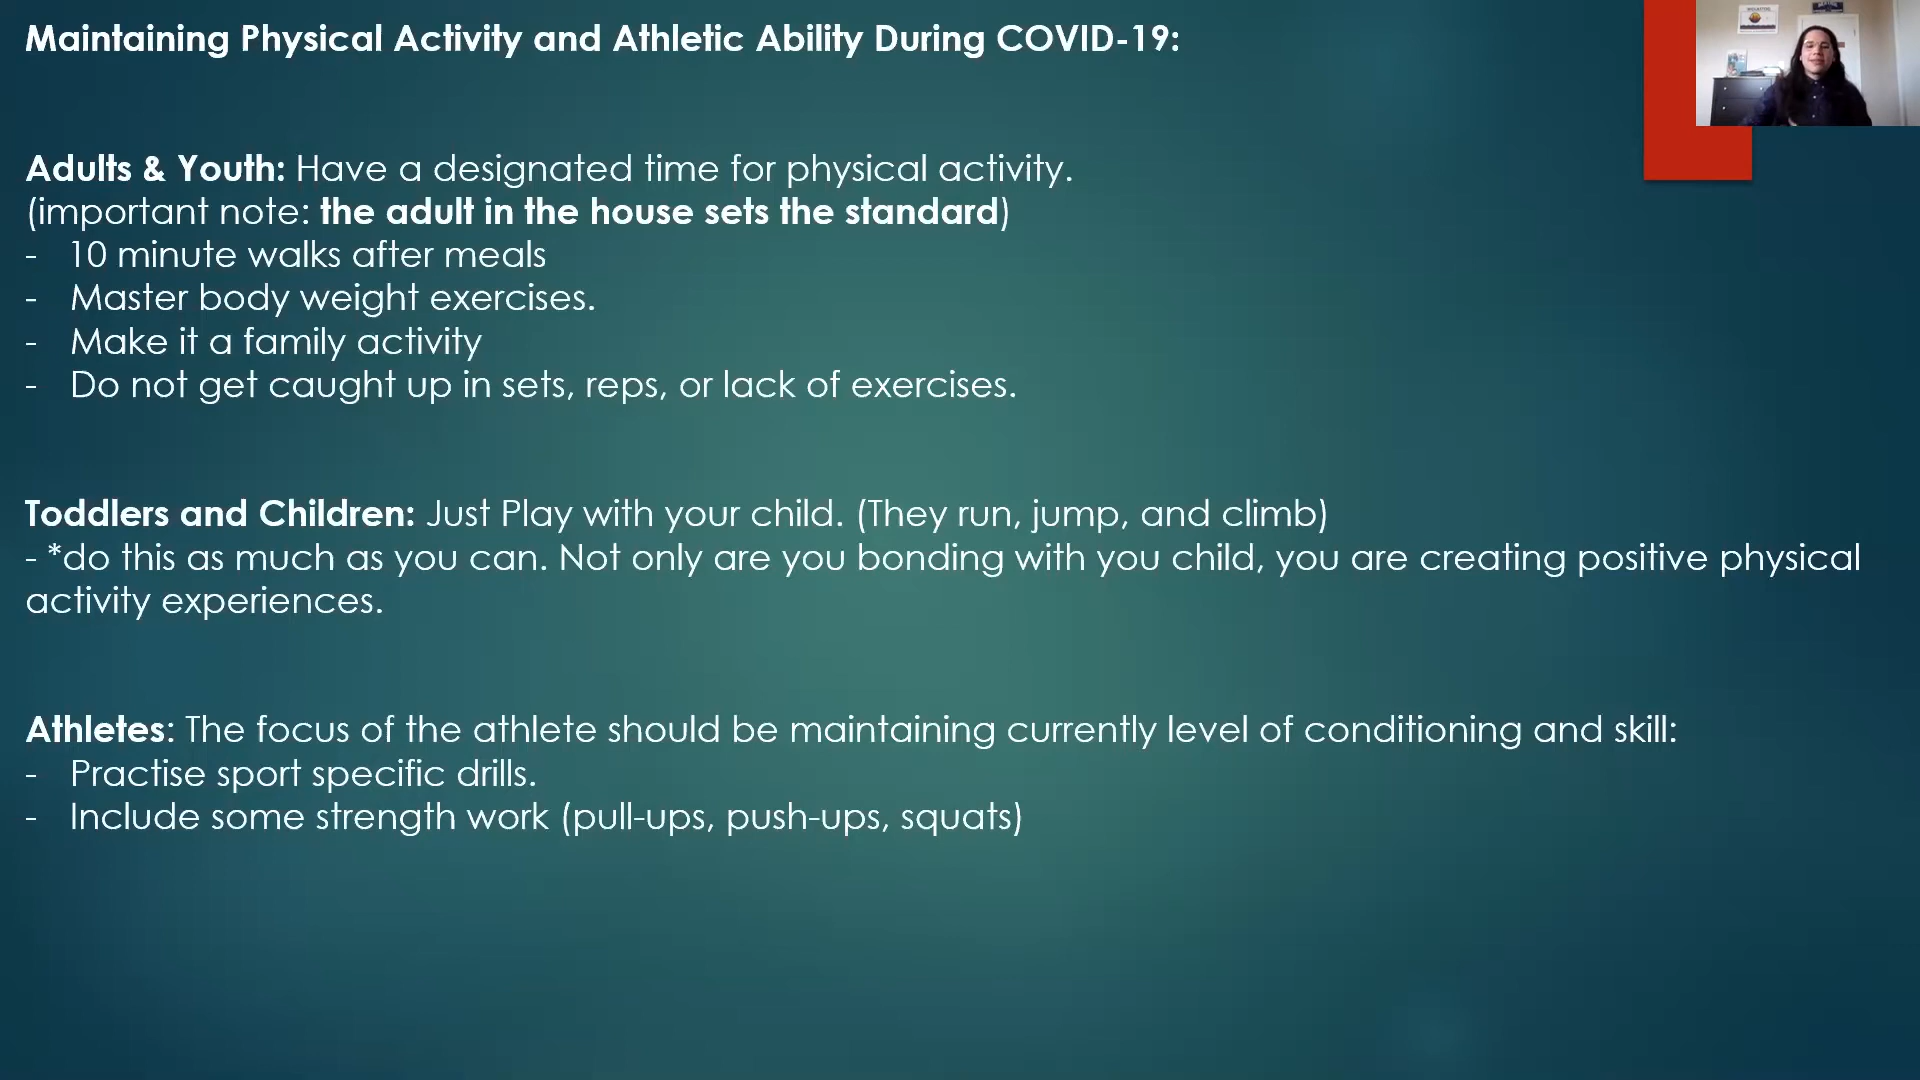 Maintaining Physical Activity and Athletic Ability During COVID-19:
Adults & Youth: Have a designated time for physical activity.
(important note: the adult in the house sets the standard)
- 10 minute walks after meals
- Master body weight exercises.
- Make it a family activity
- Do not get caught up in sets, reps, or lack of exercises.
Toddlers and Children: Just Play with your child. (They run, jump, and climb)
- *do this as much as you can. Not only are you bonding with you child, you are creating positive physical
activity experiences.
Athletes: The focus of the athlete should be maintaining currently level of conditioning and skill:
- Practise sport specific drills.
- Include some strength work (pull-ups, push-ups, squats)